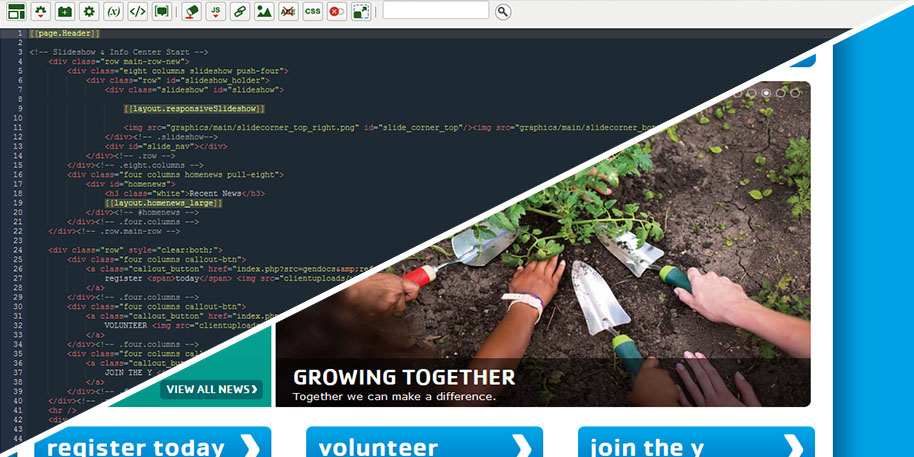 (x)
</>
JS
CSS
1 [[page.Header]]
2
3 <!-- Slideshow & Info Center Start -->
4 <div class="row main-row-new">
5 <div class="eight columns slideshow push-four">
6 <div class="row" id="slideshow_holder">
7 <div class="slideshow" id="slideshow">
8
9 [[layout.responsiveSlideshow]]
10
11 <img src="graphics/main/slidecorner_top_right.png" id="slide_corner_top"/><img src="graphics/main/slidecorner_bo
12 </div><!-- .slideshow-->
13 <div id="slide_nav"></div>
14 </div><!-- .row -->
15 </div><!-- .eight.columns -->
16 <div class="four columns homenews pull-eight">
17 <div id="homenews">
18 <h3 class="white">Recent News</h3>
19 [[layout.homenews_large]]
20 </div><!-- #homenews -->
21 </div><!-- .four.columns -->
22 </div><!-- .row.main-row -->
23
24 <div class="row" style="clear:both;">
25 <div class="four columns callout-btn">
26 <a class="callout_button" href="index.php?src=gendocs&amp;ref
27 register <span>today</span> <img src="clientuploads/
28 </a>
29 </div><!-- .four.columns -->
30 <div class="four columns callout-btn">
31 <a class="callout_button" href="index.php
32 VOLUNTEER <img src="clientuploads
33 </a>
34 </div><!-- .four.columns -->
35 <div class="four columns call
36 <a class="callout_bu
37 JOIN THE Y
38 </a>
39 </div><!--
40 </div><!--
41 <hr />
42 <div
43
44
GROWING TOGETHER
Together we can make a difference.
VIEW ALL NEWS
register today
volunteer
join the y